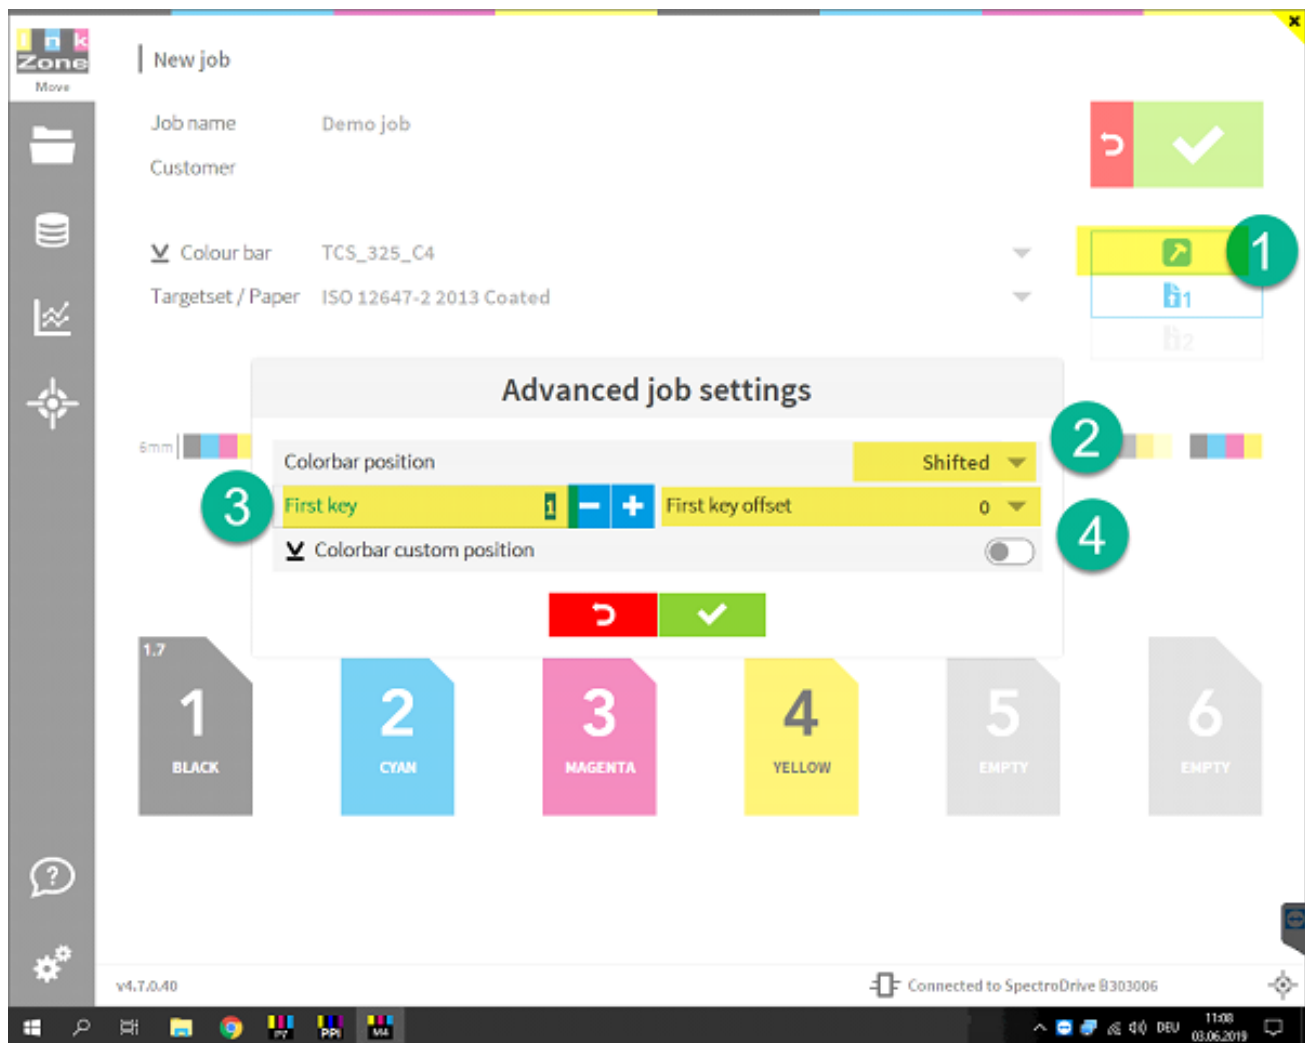 Ink
Zone
Move
New job
Job name Demo job
Customer
Colour bar TCS_325_C4
1
Targetset / Paper ISO 12647-2 2013 Coated
1
2
Advanced job settings
6mm
Colorbar position Shifted
2
3
First key 1 First key offset 0
Colorbar custom position
4
1.7
1
BLACK
2
CYAN
3
MAGENTA
4
YELLOW
5
EMPTY
6
EMPTY
v4.7.0.40 Connected to SpectroDrive B303006
PPI
M4
DEU
11:08
03.06.2019